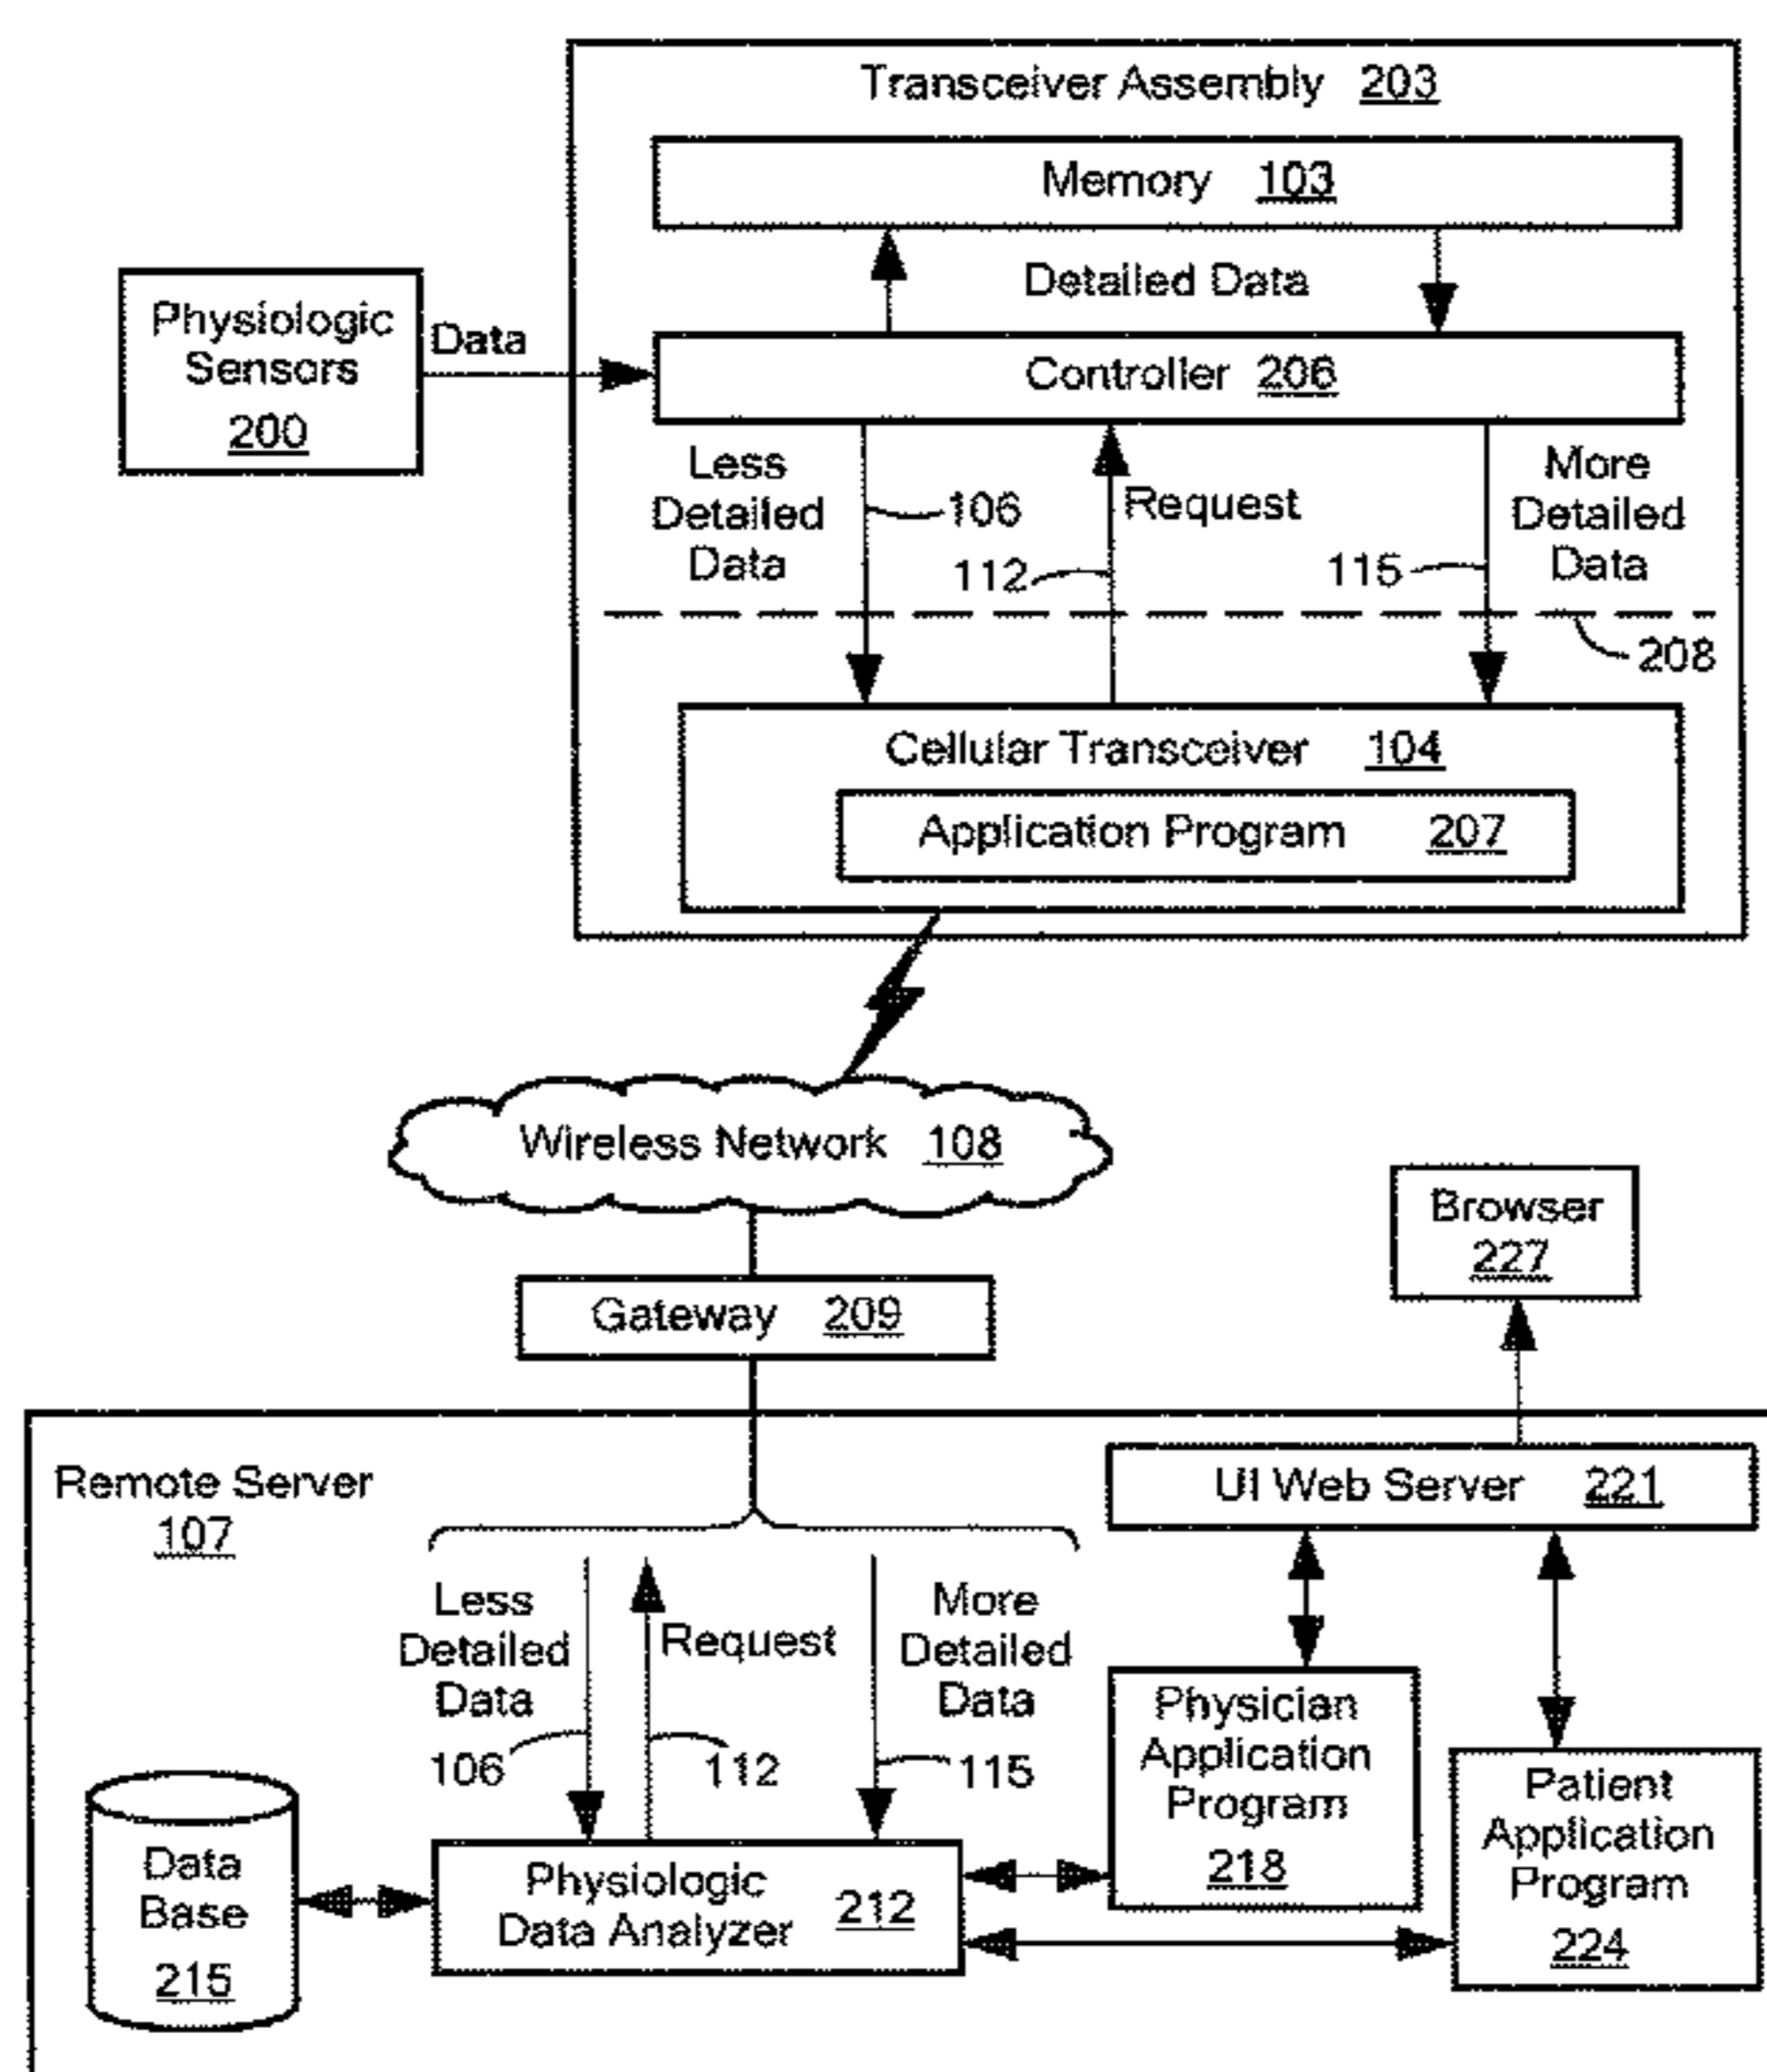 Transceiver Assembly 203
Memory 103
Detailed Data
Physiologic
Sensors
200
Data
Controller 206
Less
Detailed
Data
106
112
Request
115
More
Detailed
Data
208
Cellular Transceiver 104
Application Program 207
Wireless Network 108
Browser
227
Gateway 209
Remote Server
107
UI Web Server 221
Less
Detailed
Data
106
Request
112
More
Detailed
Data
115
Physician
Application
Program
218
Patient
Application
Program
224
Data
Base
215
Physiologic
Data Analyzer 212